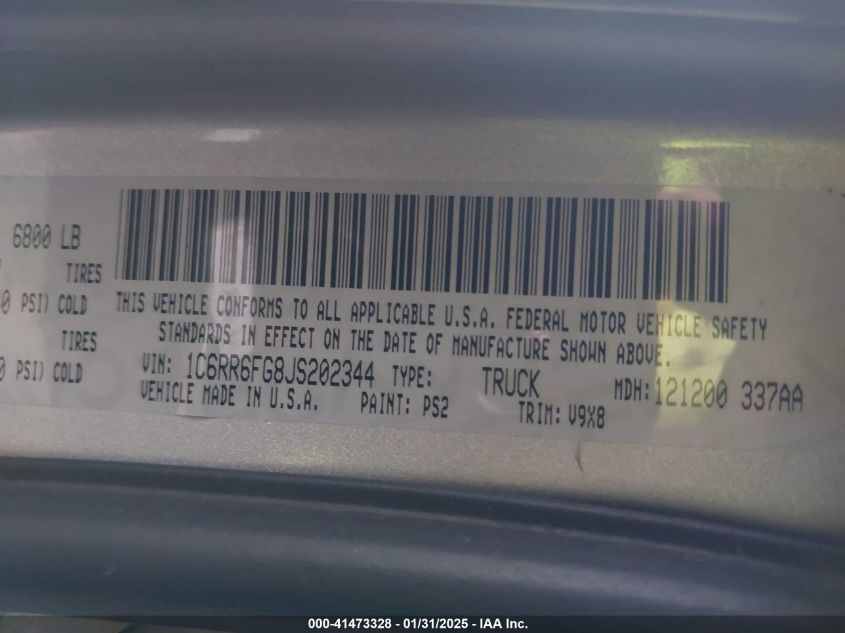 6800 LB
TIRES
0 PSI) COLD
TIRES
0 PSI) COLD
THIS VEHICLE CONFORMS TO ALL APPLICABLE U.S.A. FEDERAL MOTOR VEHICLE SAFETY
STANDARDS IN EFFECT ON THE DATE OF MANUFACTURE SHOWN ABOVE.
VIN: 1C6RR6FG8JS202344 TYPE: TRUCK MDH: 121200 337AA
VEHICLE MADE IN U.S.A. PAINT: PS2 TRIM: V9X8
000-41473328 - 01/31/2025 - IAA Inc.